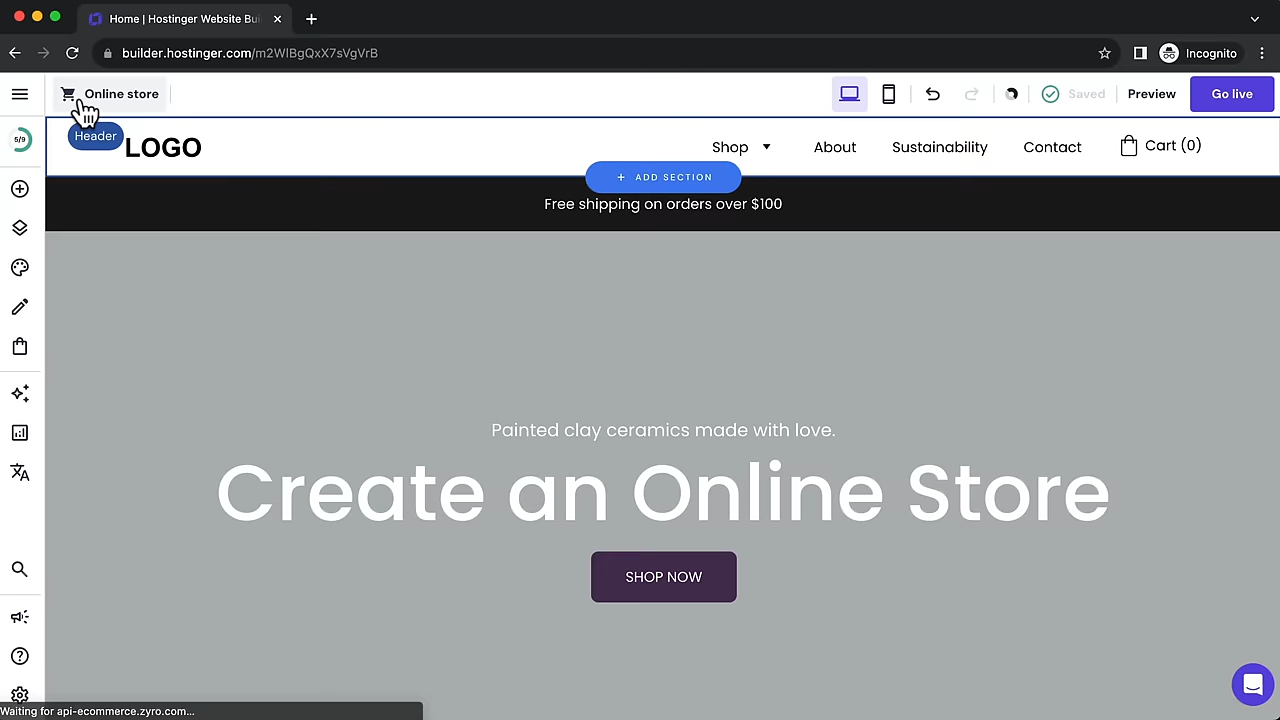 Home | Hostinger Website Bui
builder.hostinger.com/m2WIBgQxX7sVgVrB
Incognito
Online store
Saved
Preview
Go live
5/9
Header
LOGO
Shop
About
Sustainability
Contact
Cart (0)
+ ADD SECTION
Free shipping on orders over $100
Painted clay ceramics made with love.
Create an Online Store
SHOP NOW
Waiting for api-ecommerce.zyro.com...